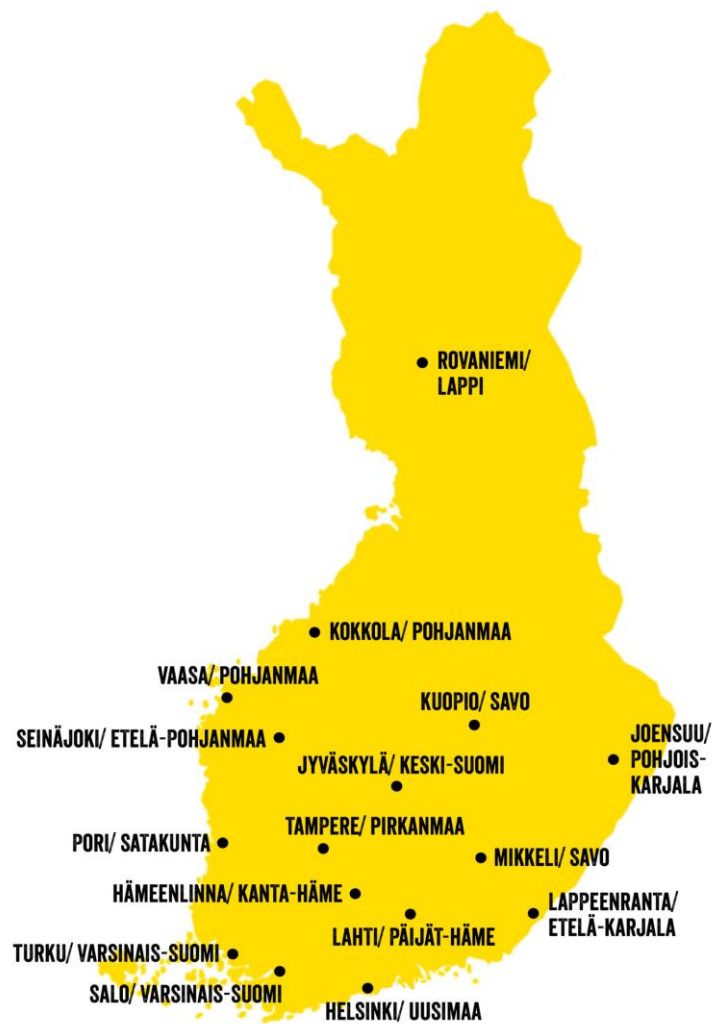 ROVANIEMI/
LAPPI
KOKKOLA/ POHJANMAA
VAASA/ POHJANMAA
KUOPIO/ SAVO
SEINÄJOKI/ ETELÄ-POHJANMAA
JOENSUU/
POHJOIS-
KARJALA
JYVÄSKYLÄ/ KESKI-SUOMI
PORI/ SATAKUNTA
TAMPERE/ PIRKANMAA
MIKKELI/ SAVO
HÄMEENLINNA/ KANTA-HÄME
LAPPEENRANTA/
ETELÄ-KARJALA
LAHTI/ PÄIJÄT-HÄME
TURKU/ VARSINAIS-SUOMI
SALO/ VARSINAIS-SUOMI
HELSINKI/ UUSIMAA